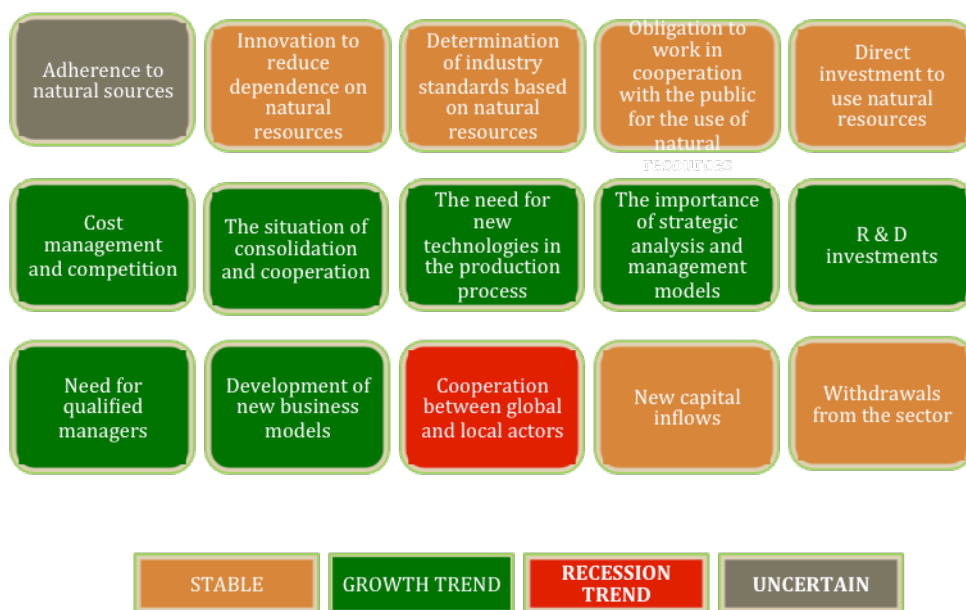 Adherence to
natural sources
Innovation to
reduce
dependence on
natural
resources
Determination
of industry
standards based
on natural
resources
Obligation to
work in
cooperation
with the public
for the use of
natural
resources
Direct
investment to
use natural
resources
Cost
management
and competition
The situation of
consolidation
and cooperation
The need for
new
technologies in
the production
process
The importance
of strategic
analysis and
management
models
R & D
investments
Need for
qualified
managers
Development of
new business
models
Cooperation
between global
and local actors
New capital
inflows
Withdrawals
from the sector
STABLE
GROWTH TREND
RECESSION
TREND
UNCERTAIN